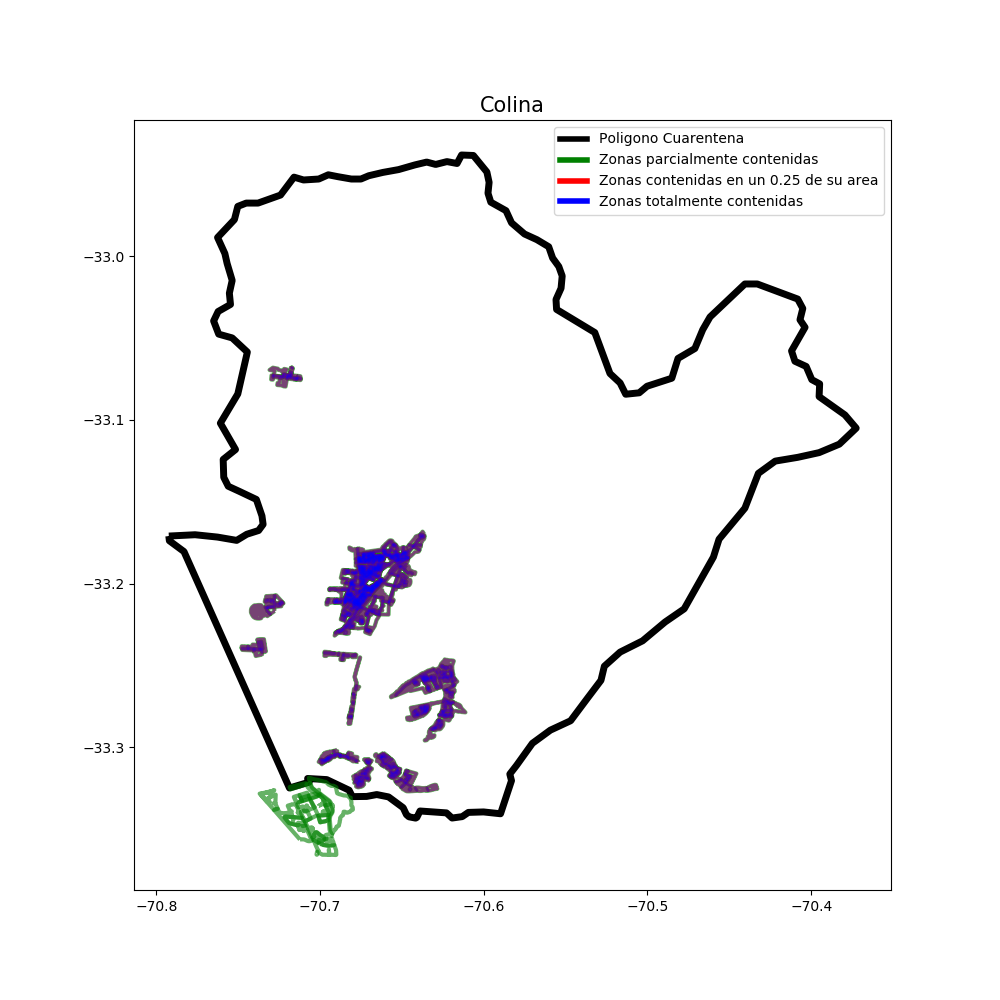 Colina
Poligono Cuarentena
Zonas parcialmente contenidas
Zonas contenidas en un 0.25 de su area
Zonas totalmente contenidas
−33.0
−33.1
−33.2
−33.3
−70.8 −70.7 −70.6 −70.5 −70.4